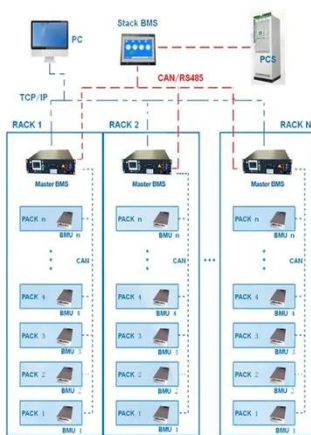 PC
Stack BMS
PCS
CAN/RS485
TCP/IP
RACK 1
RACK 2
RACK N
Master BMS
Master BMS
Master BMS
PACK n
BMU n
PACK n
BMU n
PACK n
BMU n
CAN
CAN
CAN
PACK 4
BMU 4
PACK 4
BMU 4
PACK 4
BMU 4
PACK 3
BMU 3
PACK 3
BMU 3
PACK 3
BMU 3
PACK 2
BMU 2
PACK 2
BMU 2
PACK 2
BMU 2
PACK 1
BMU 1
PACK 1
BMU 1
PACK 1
BMU 1